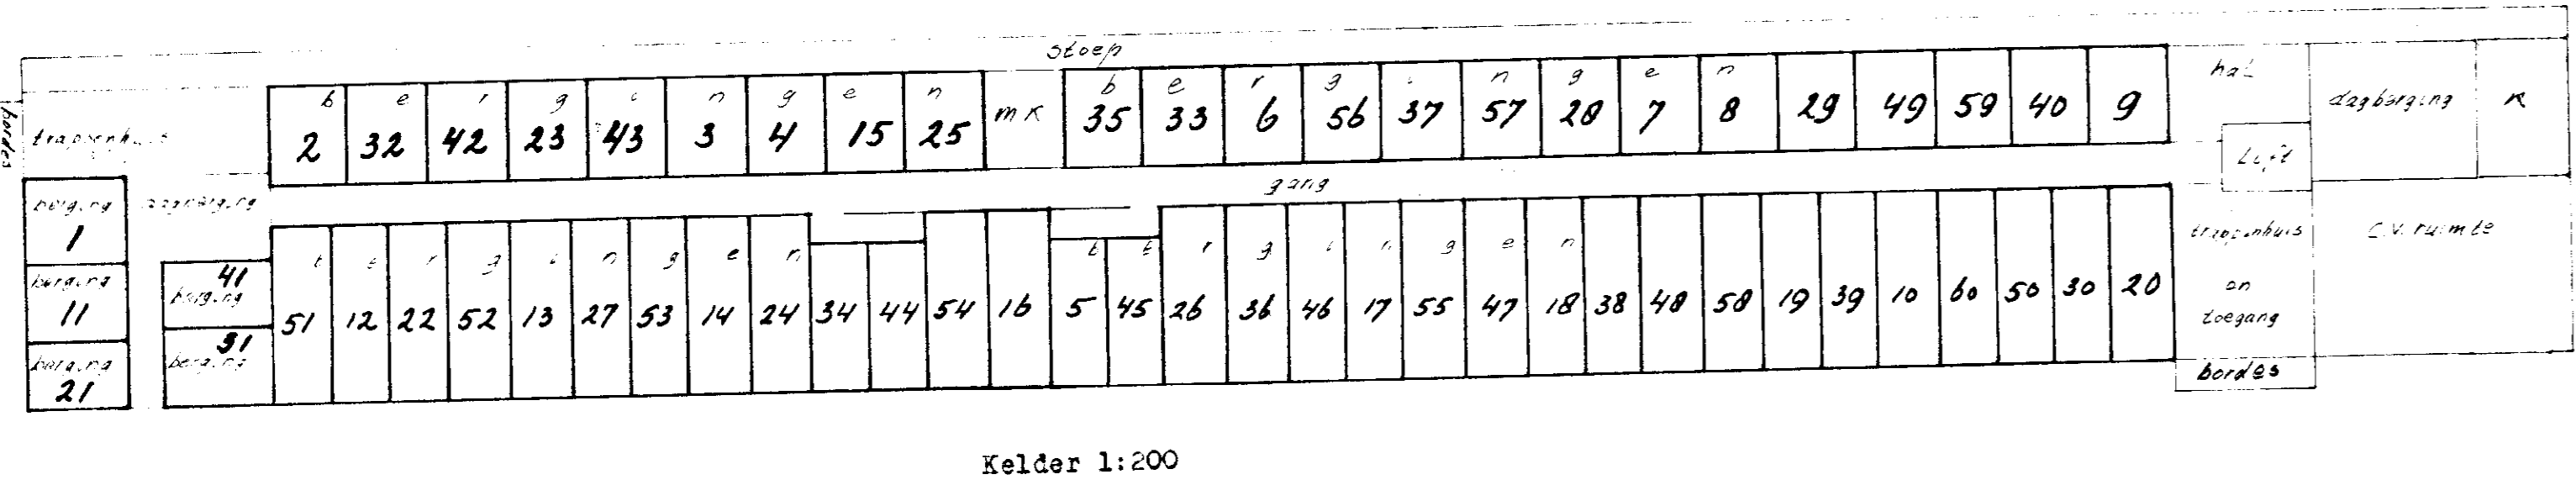 stoep
b e r g i n g e n
b e r g i n g e n
hal
bordes
trappenhuis
2 32 42 23 43 3 4 15 25
mK
35 33 6 56 37 57 28 7 8 29 49 59 40 9
dagberging
K
Lift
gang
berging
1
dagberging
trappenhuis
en
toegang
C.V. ruimte
berging
11
41
berging
b e r g i n g e n
b e r g i n g e n
51 12 22 52 13 27 53 14 24 34 44 54 16 5 45 26 36 46 17 55 47 18 38 48 58 19 39 10 60 50 30 20
berging
21
31
berging
bordes
Kelder 1:200